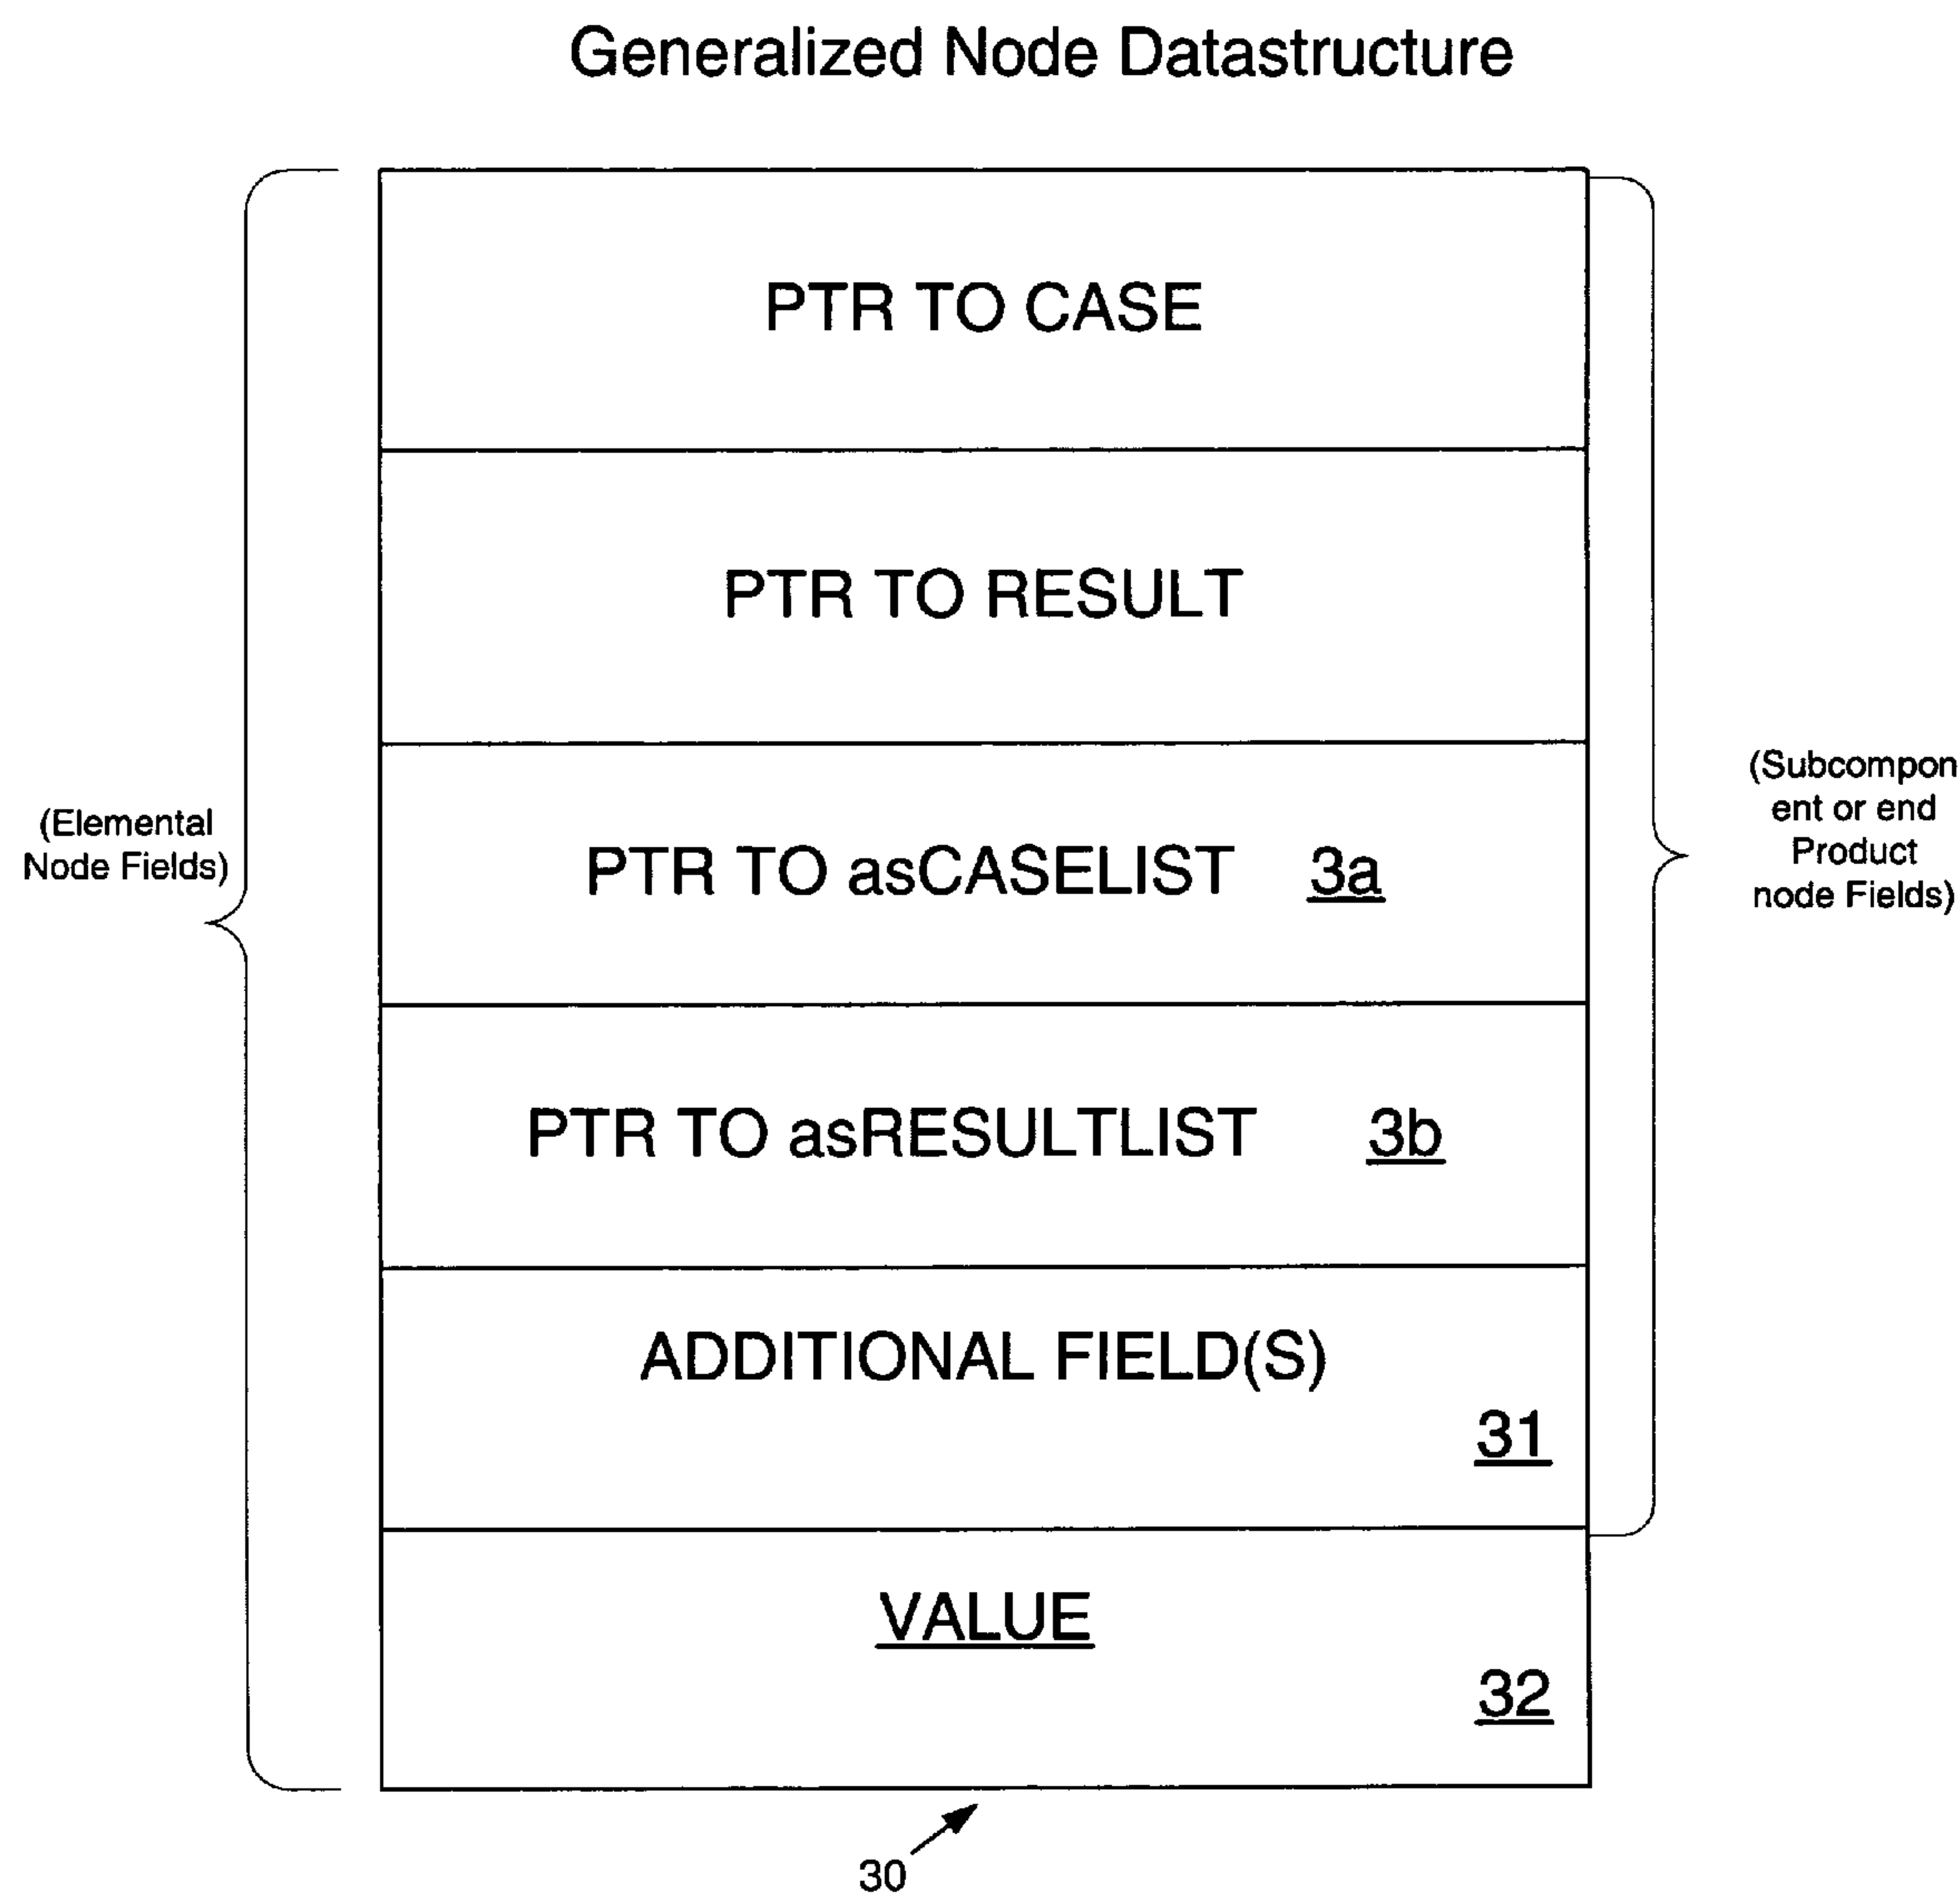 Generalized Node Datastructure
PTR TO CASE
PTR TO RESULT
(Elemental
Node Fields)
PTR TO asCASELIST 3a
(Subcompon
ent or end
Product
node Fields)
PTR TO asRESULTLIST 3b
ADDITIONAL FIELD(S)
31
VALUE
32
30